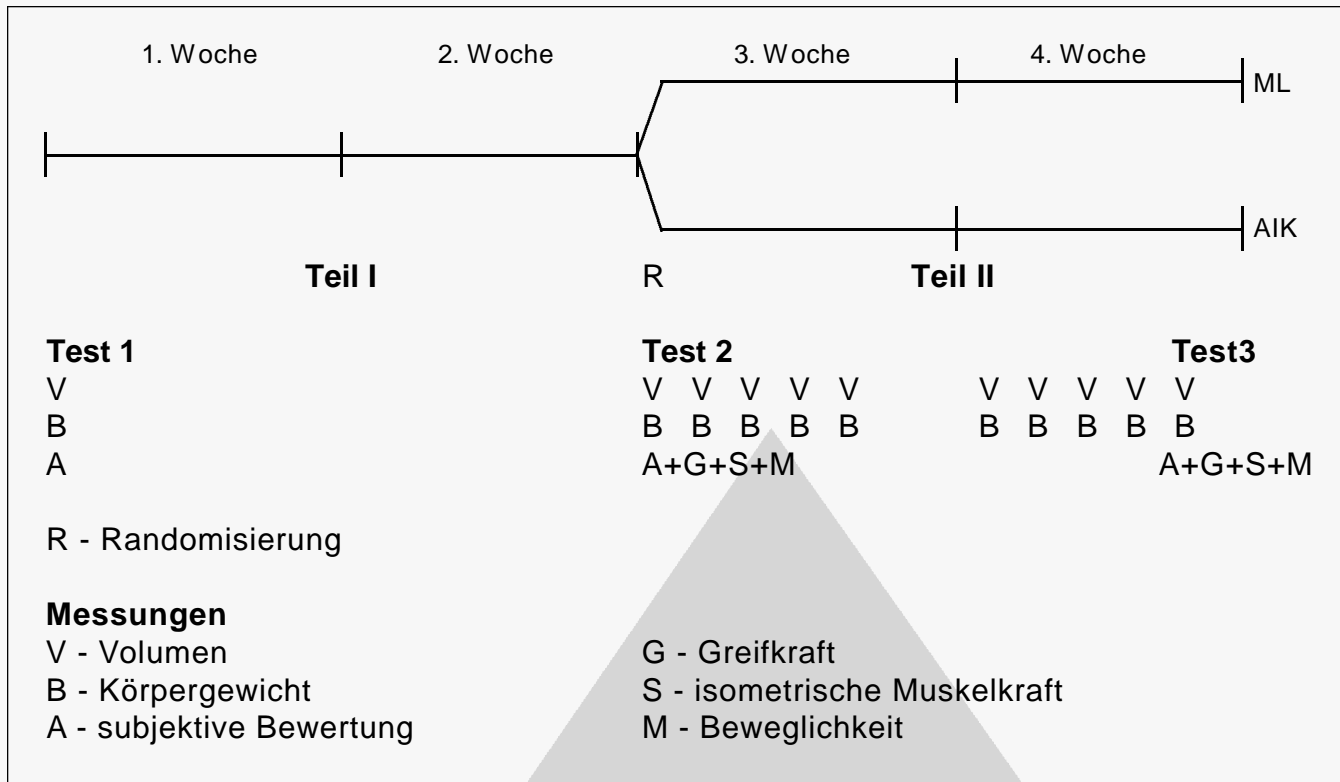 1. Woche 2. Woche 3. Woche 4. Woche
ML
AIK
Teil I R Teil II
Test 1 Test 2 Test3
V V V V V V V V V V V
B B B B B B B B B B B
A A+G+S+M A+G+S+M
R - Randomisierung
Messungen
V - Volumen G - Greifkraft
B - Körpergewicht S - isometrische Muskelkraft
A - subjektive Bewertung M - Beweglichkeit